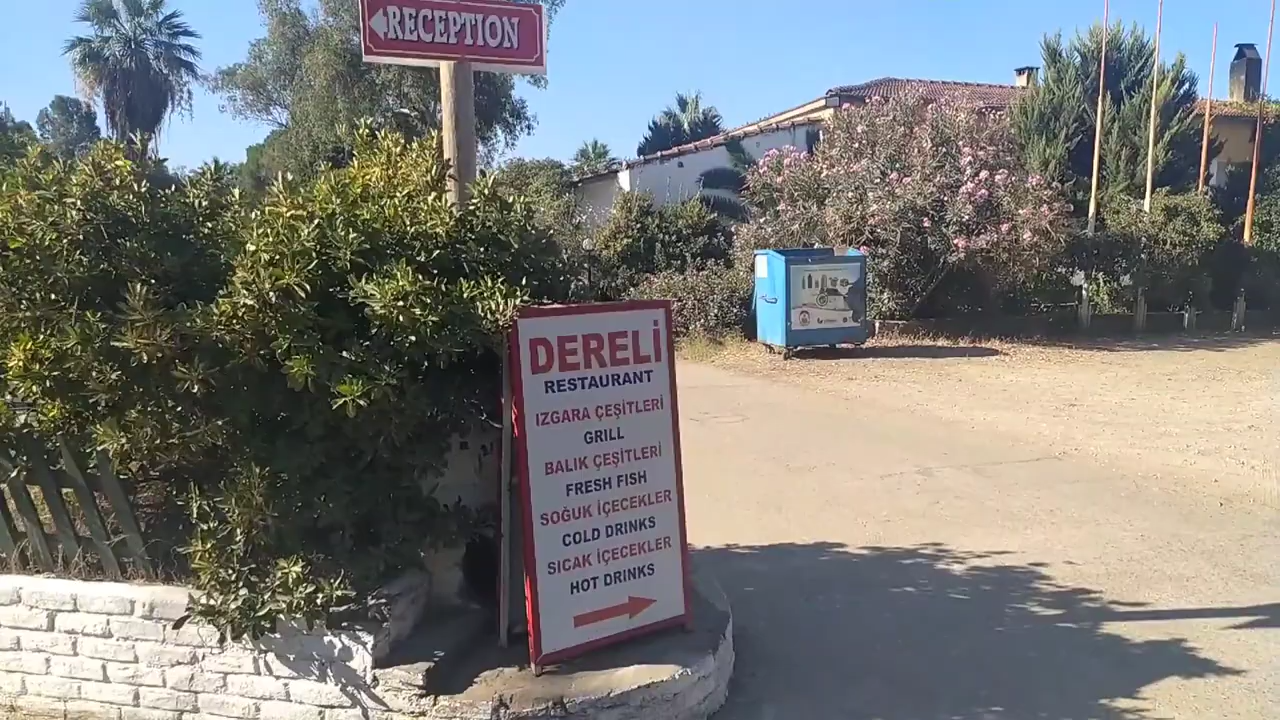 RECEPTION
DERELİ
RESTAURANT
IZGARA ÇEŞİTLERİ
GRILL
BALIK ÇEŞİTLERİ
FRESH FISH
SOĞUK İÇECEKLER
COLD DRINKS
SICAK İÇECEKLER
HOT DRINKS